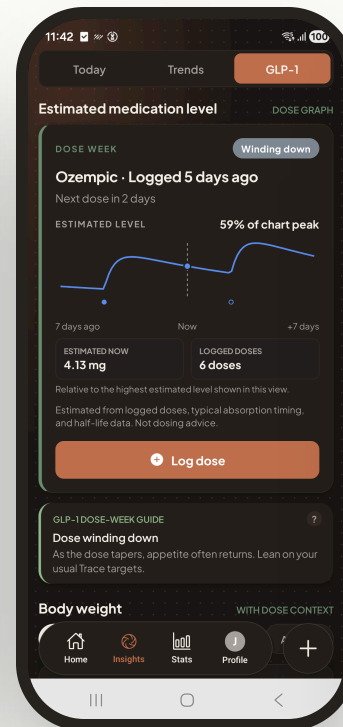 11:42
100
Today Trends GLP-1
Estimated medication level DOSE GRAPH
DOSE WEEK Winding down
Ozempic · Logged 5 days ago
Next dose in 2 days
ESTIMATED LEVEL 59% of chart peak
7 days ago Now +7 days
ESTIMATED NOW LOGGED DOSES
4.13 mg 6 doses
Relative to the highest estimated level shown in this view.
Estimated from logged doses, typical absorption timing,
and half-life data. Not dosing advice.
Log dose
GLP-1 DOSE-WEEK GUIDE ?
Dose winding down
As the dose tapers, appetite often returns. Lean on your
usual Trace targets.
Body weight WITH DOSE CONTEXT
J
Home Insights Stats Profile